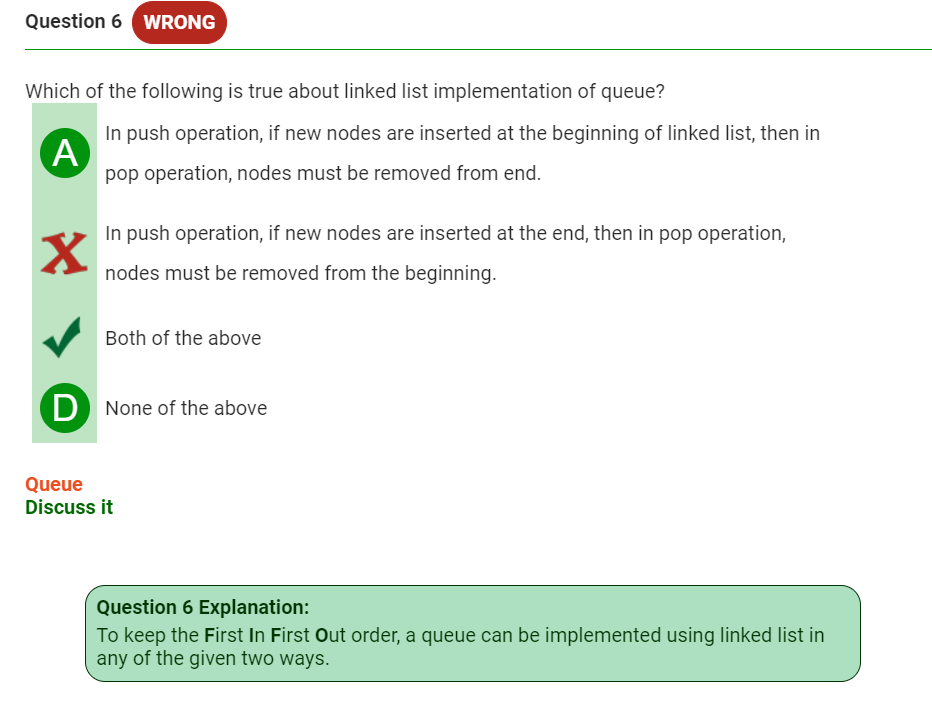 Question 6 WRONG
Which of the following is true about linked list implementation of queue?
A In push operation, if new nodes are inserted at the beginning of linked list, then in
pop operation, nodes must be removed from end.
In push operation, if new nodes are inserted at the end, then in pop operation,
nodes must be removed from the beginning.
Both of the above
D None of the above
Queue
Discuss it
Question 6 Explanation:
To keep the First In First Out order, a queue can be implemented using linked list in
any of the given two ways.